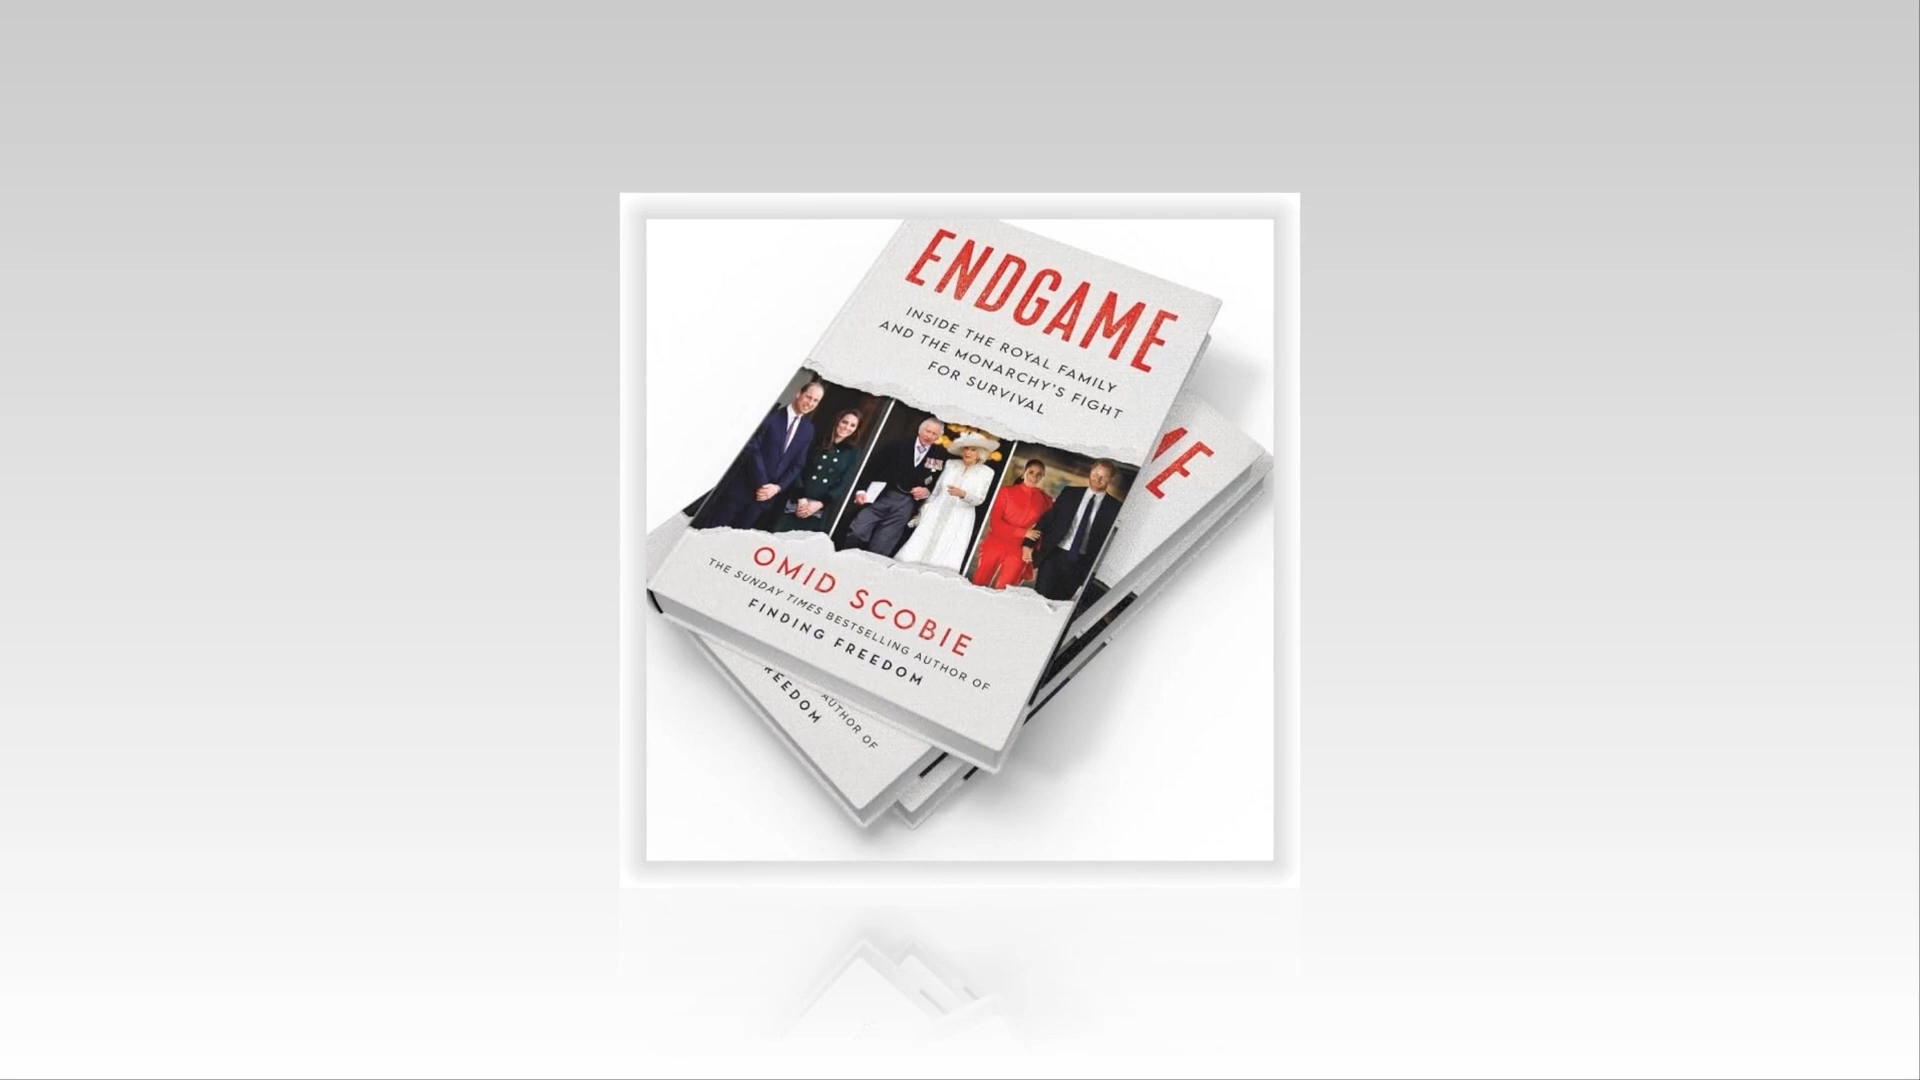 ENDGAME
INSIDE THE ROYAL FAMILY
AND THE MONARCHY'S FIGHT
FOR SURVIVAL
OMID SCOBIE
THE SUNDAY TIMES BESTSELLING AUTHOR OF
FINDING FREEDOM
ME
AUTHOR OF
REEDOM